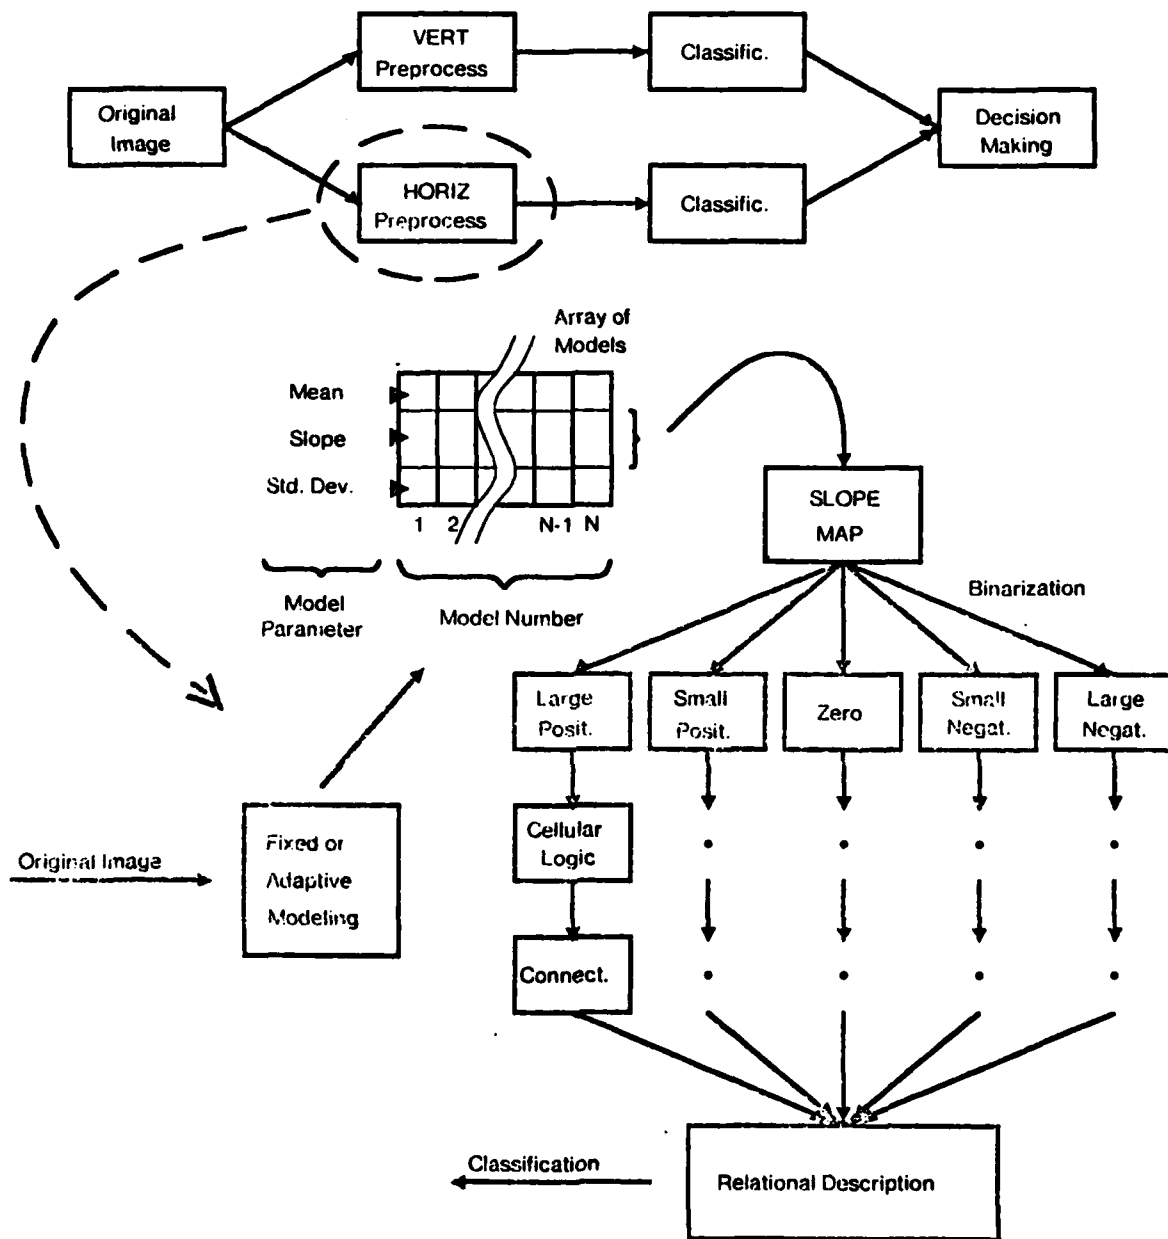 VERT
Preprocess
Classific.
Original
Image
Decision
Making
HORIZ
Preprocess
Classific.
Array of
Models
Mean
Slope
Std. Dev.
1 2 N-1 N
Model
Parameter
Model Number
SLOPE
MAP
Binarization
Large
Posit.
Small
Posit.
Zero
Small
Negat.
Large
Negat.
Original Image
Fixed or
Adaptive
Modeling
Cellular
Logic
Connect.
Classification
Relational Description